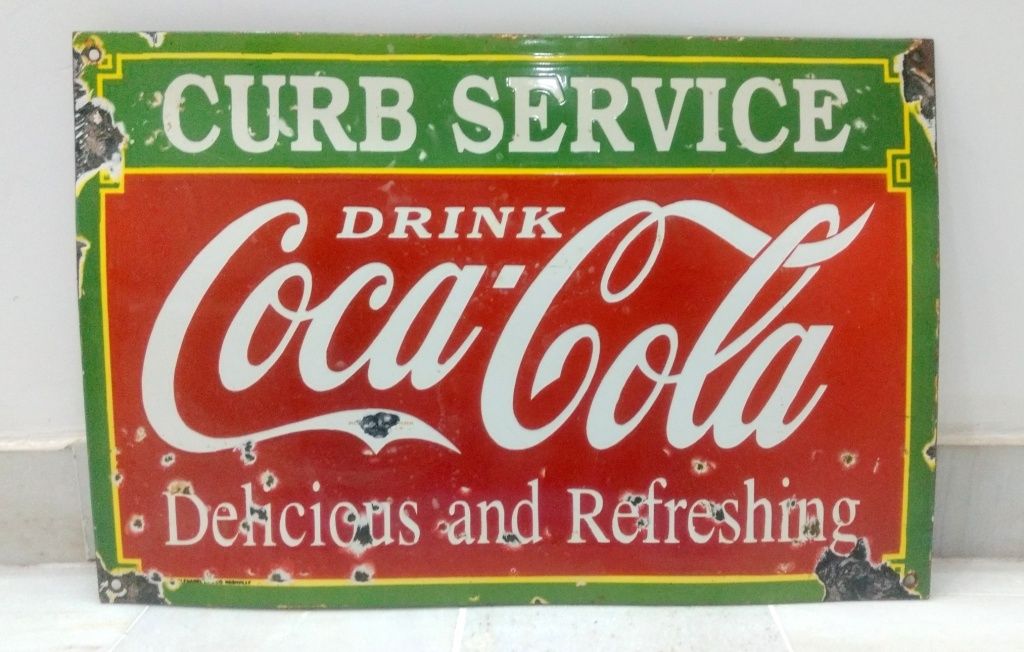 CURB SERVICE
DRINK
Coca-Cola
Delicious and Refreshing